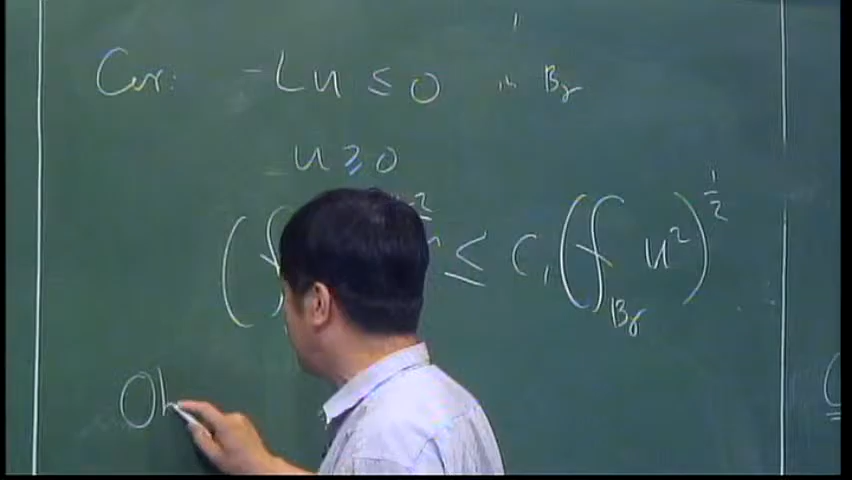 Cor: -Lu ≤ 0 in B_r
u ≥ 0
( ⨍ ≤ C_1 ( ⨍_{B_r} u^2 )^{1/2}
Ob